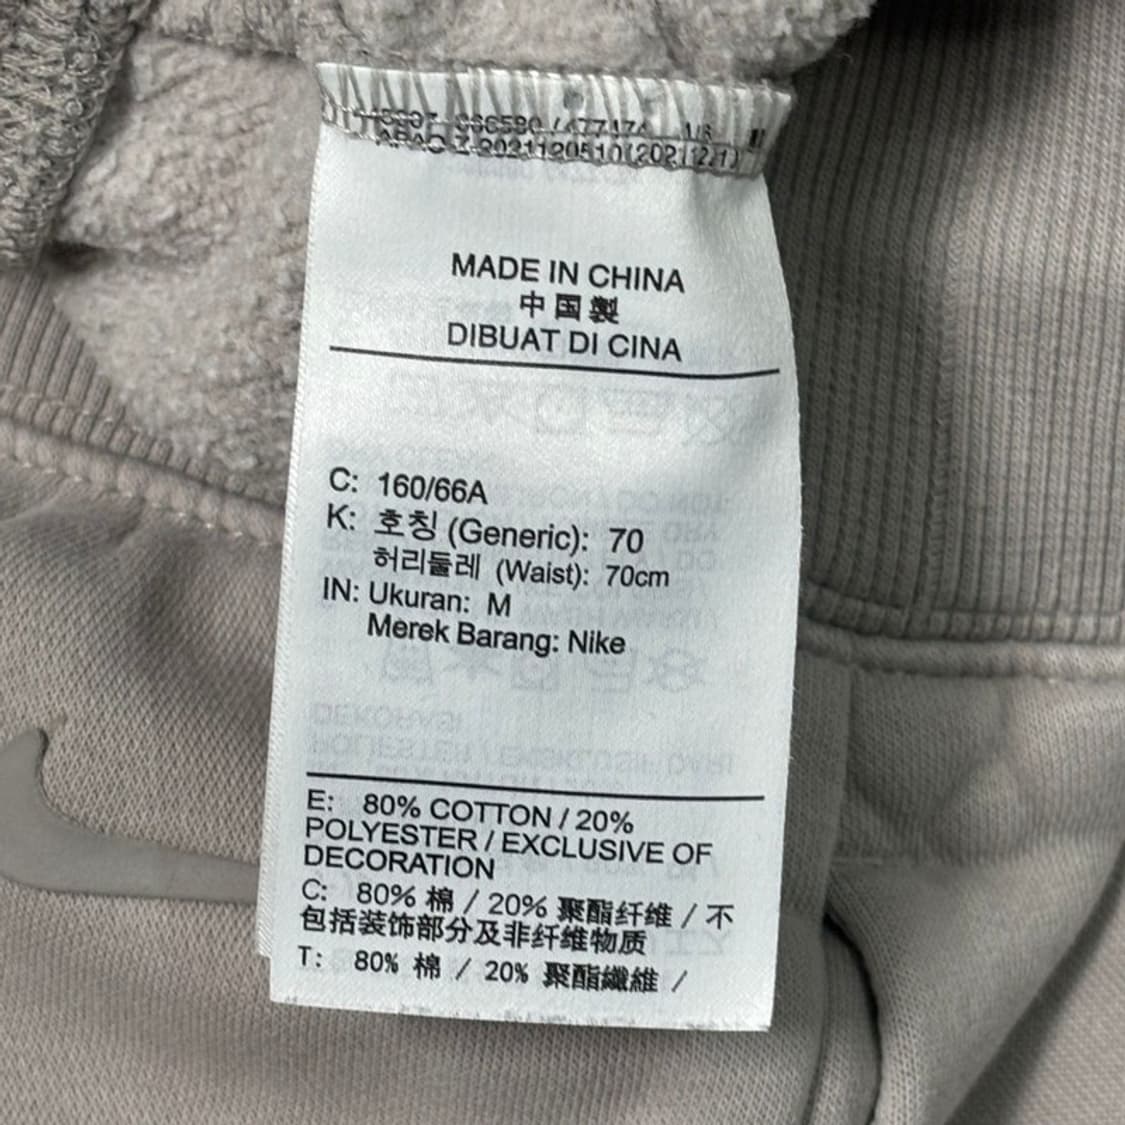 MADE IN CHINA
中国製
DIBUAT DI CINA
C: 160/66A
K: 호칭 (Generic): 70
허리둘레 (Waist): 70cm
IN: Ukuran: M
Merek Barang: Nike
E: 80% COTTON / 20%
POLYESTER / EXCLUSIVE OF
DECORATION
C: 80% 棉 / 20% 聚酯纤维 / 不
包括装饰部分及非纤维物质
T: 80% 棉 / 20% 聚酯纖維 /